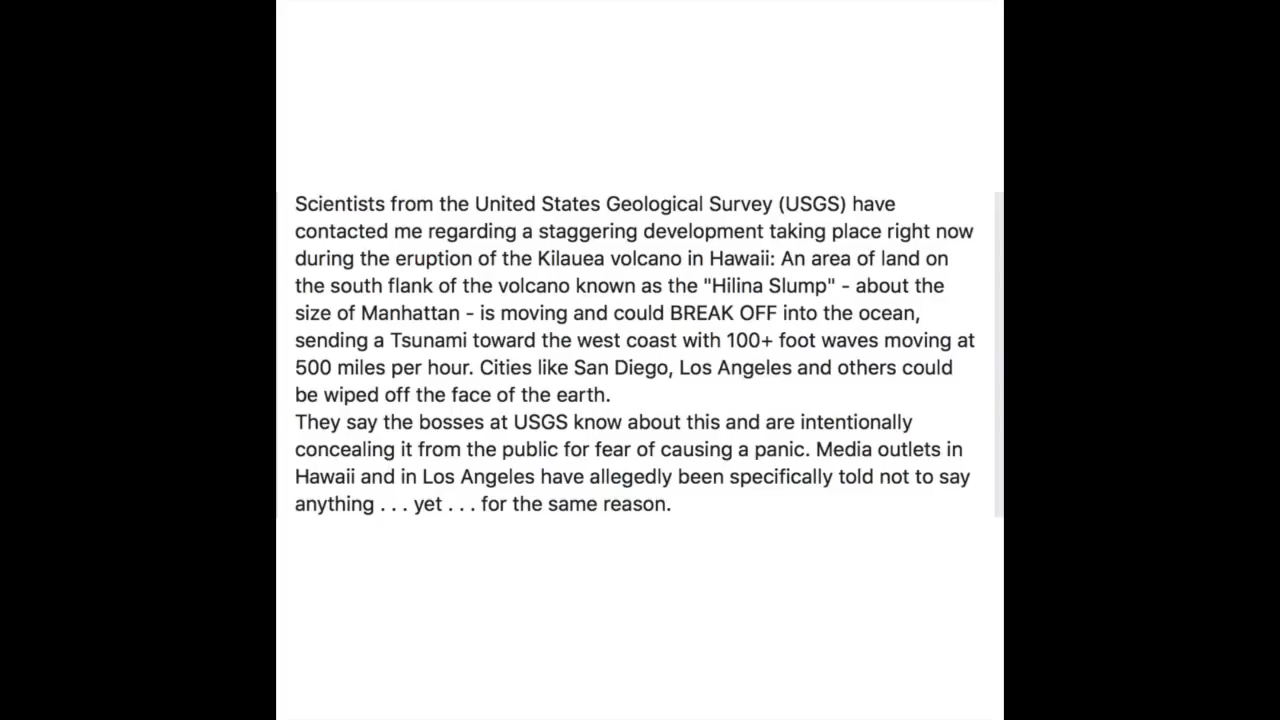 Scientists from the United States Geological Survey (USGS) have
contacted me regarding a staggering development taking place right now
during the eruption of the Kilauea volcano in Hawaii: An area of land on
the south flank of the volcano known as the "Hilina Slump" - about the
size of Manhattan - is moving and could BREAK OFF into the ocean,
sending a Tsunami toward the west coast with 100+ foot waves moving at
500 miles per hour. Cities like San Diego, Los Angeles and others could
be wiped off the face of the earth.
They say the bosses at USGS know about this and are intentionally
concealing it from the public for fear of causing a panic. Media outlets in
Hawaii and in Los Angeles have allegedly been specifically told not to say
anything . . . yet . . . for the same reason.